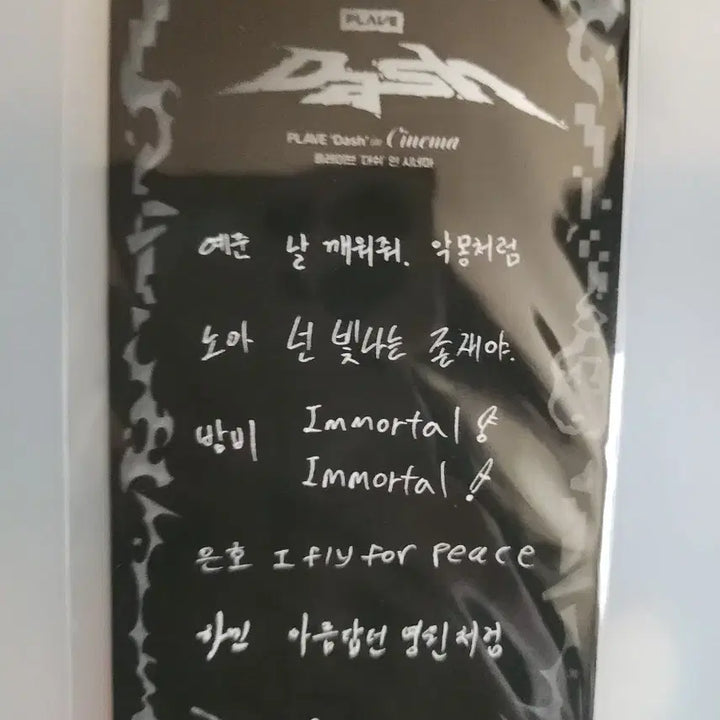 PLAVE
Dash
PLAVE 'Dash' in Cinema
플레이브 '대쉬' 인 시네마
예준 날 깨워줘. 악몽처럼
노아 넌 빛나는 존재야.
밤비 Immortal!
Immortal!
은호 I fly for peace
하민 아름답던 영원처럼